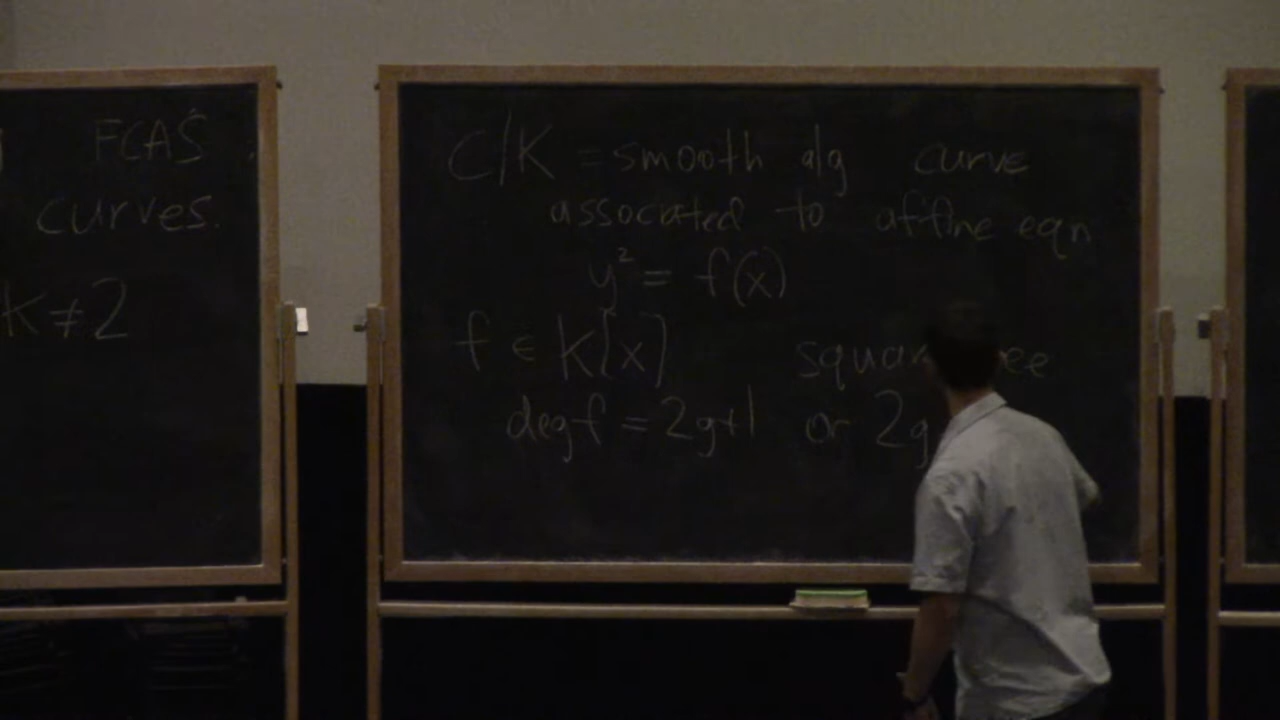 FCAS
curves.
K ≠ 2
C/K = smooth alg curve
associated to affine eqn
y² = f(x)
f ∈ K[x]
deg f = 2g+1 or 2g